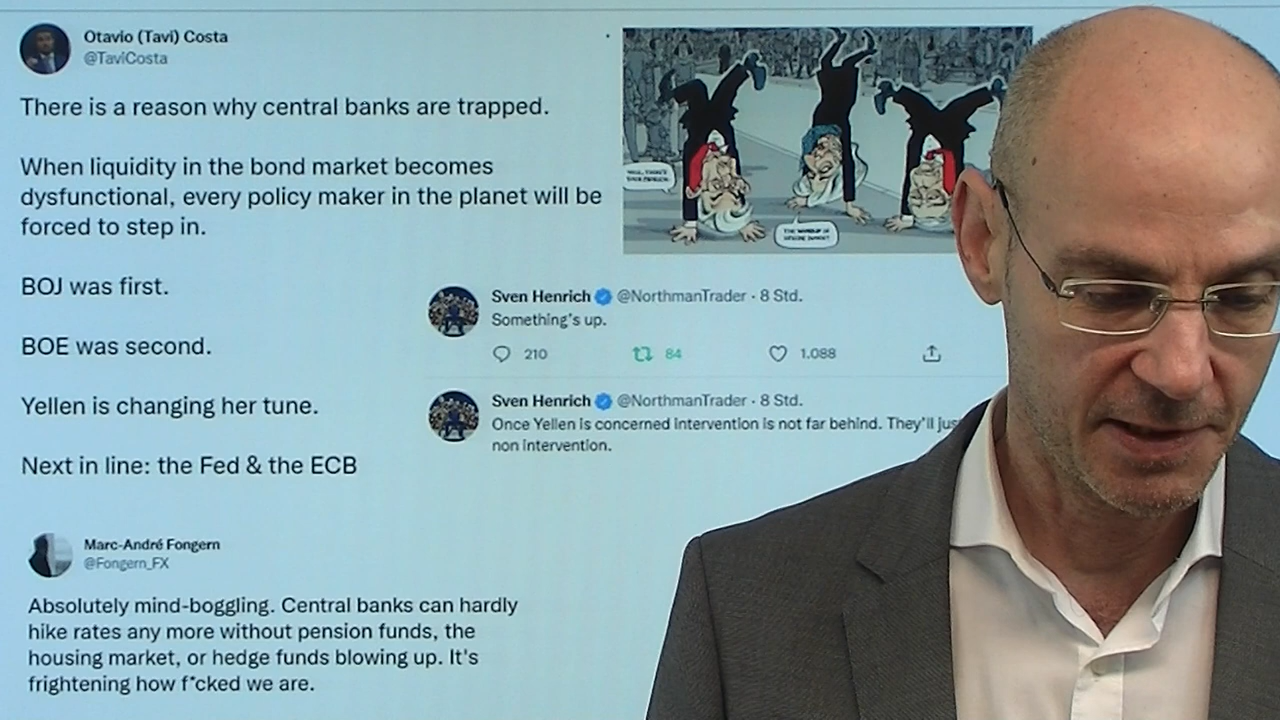 Otavio (Tavi) Costa
@TaviCosta
There is a reason why central banks are trapped.
When liquidity in the bond market becomes
dysfunctional, every policy maker in the planet will be
forced to step in.
BOJ was first.
BOE was second.
Yellen is changing her tune.
Next in line: the Fed & the ECB
Sven Henrich @NorthmanTrader · 8 Std.
Something's up.
210 84 1.088
Sven Henrich @NorthmanTrader · 8 Std.
Once Yellen is concerned intervention is not far behind. They'll
non intervention.
Marc-André Fongern
@Fongern_FX
Absolutely mind-boggling. Central banks can hardly
hike rates any more without pension funds, the
housing market, or hedge funds blowing up. It's
frightening how f*cked we are.